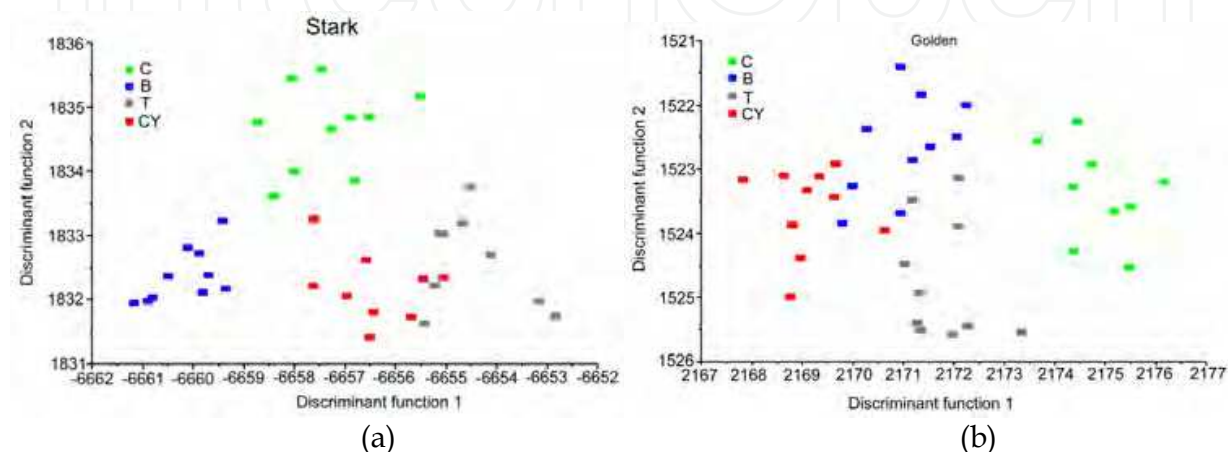 Stark
1836
1835
1834
1833
1832
1831
Discriminant function 2
C
B
T
CY
-6662 -6661 -6660 -6659 -6658 -6657 -6656 -6655 -6654 -6653 -6652
Discriminant function 1
(a)
Golden
1521
1522
1523
1524
1525
1526
Discriminant function 2
C
B
T
CY
2167 2168 2169 2170 2171 2172 2173 2174 2175 2176 2177
Discriminant function 1
(b)